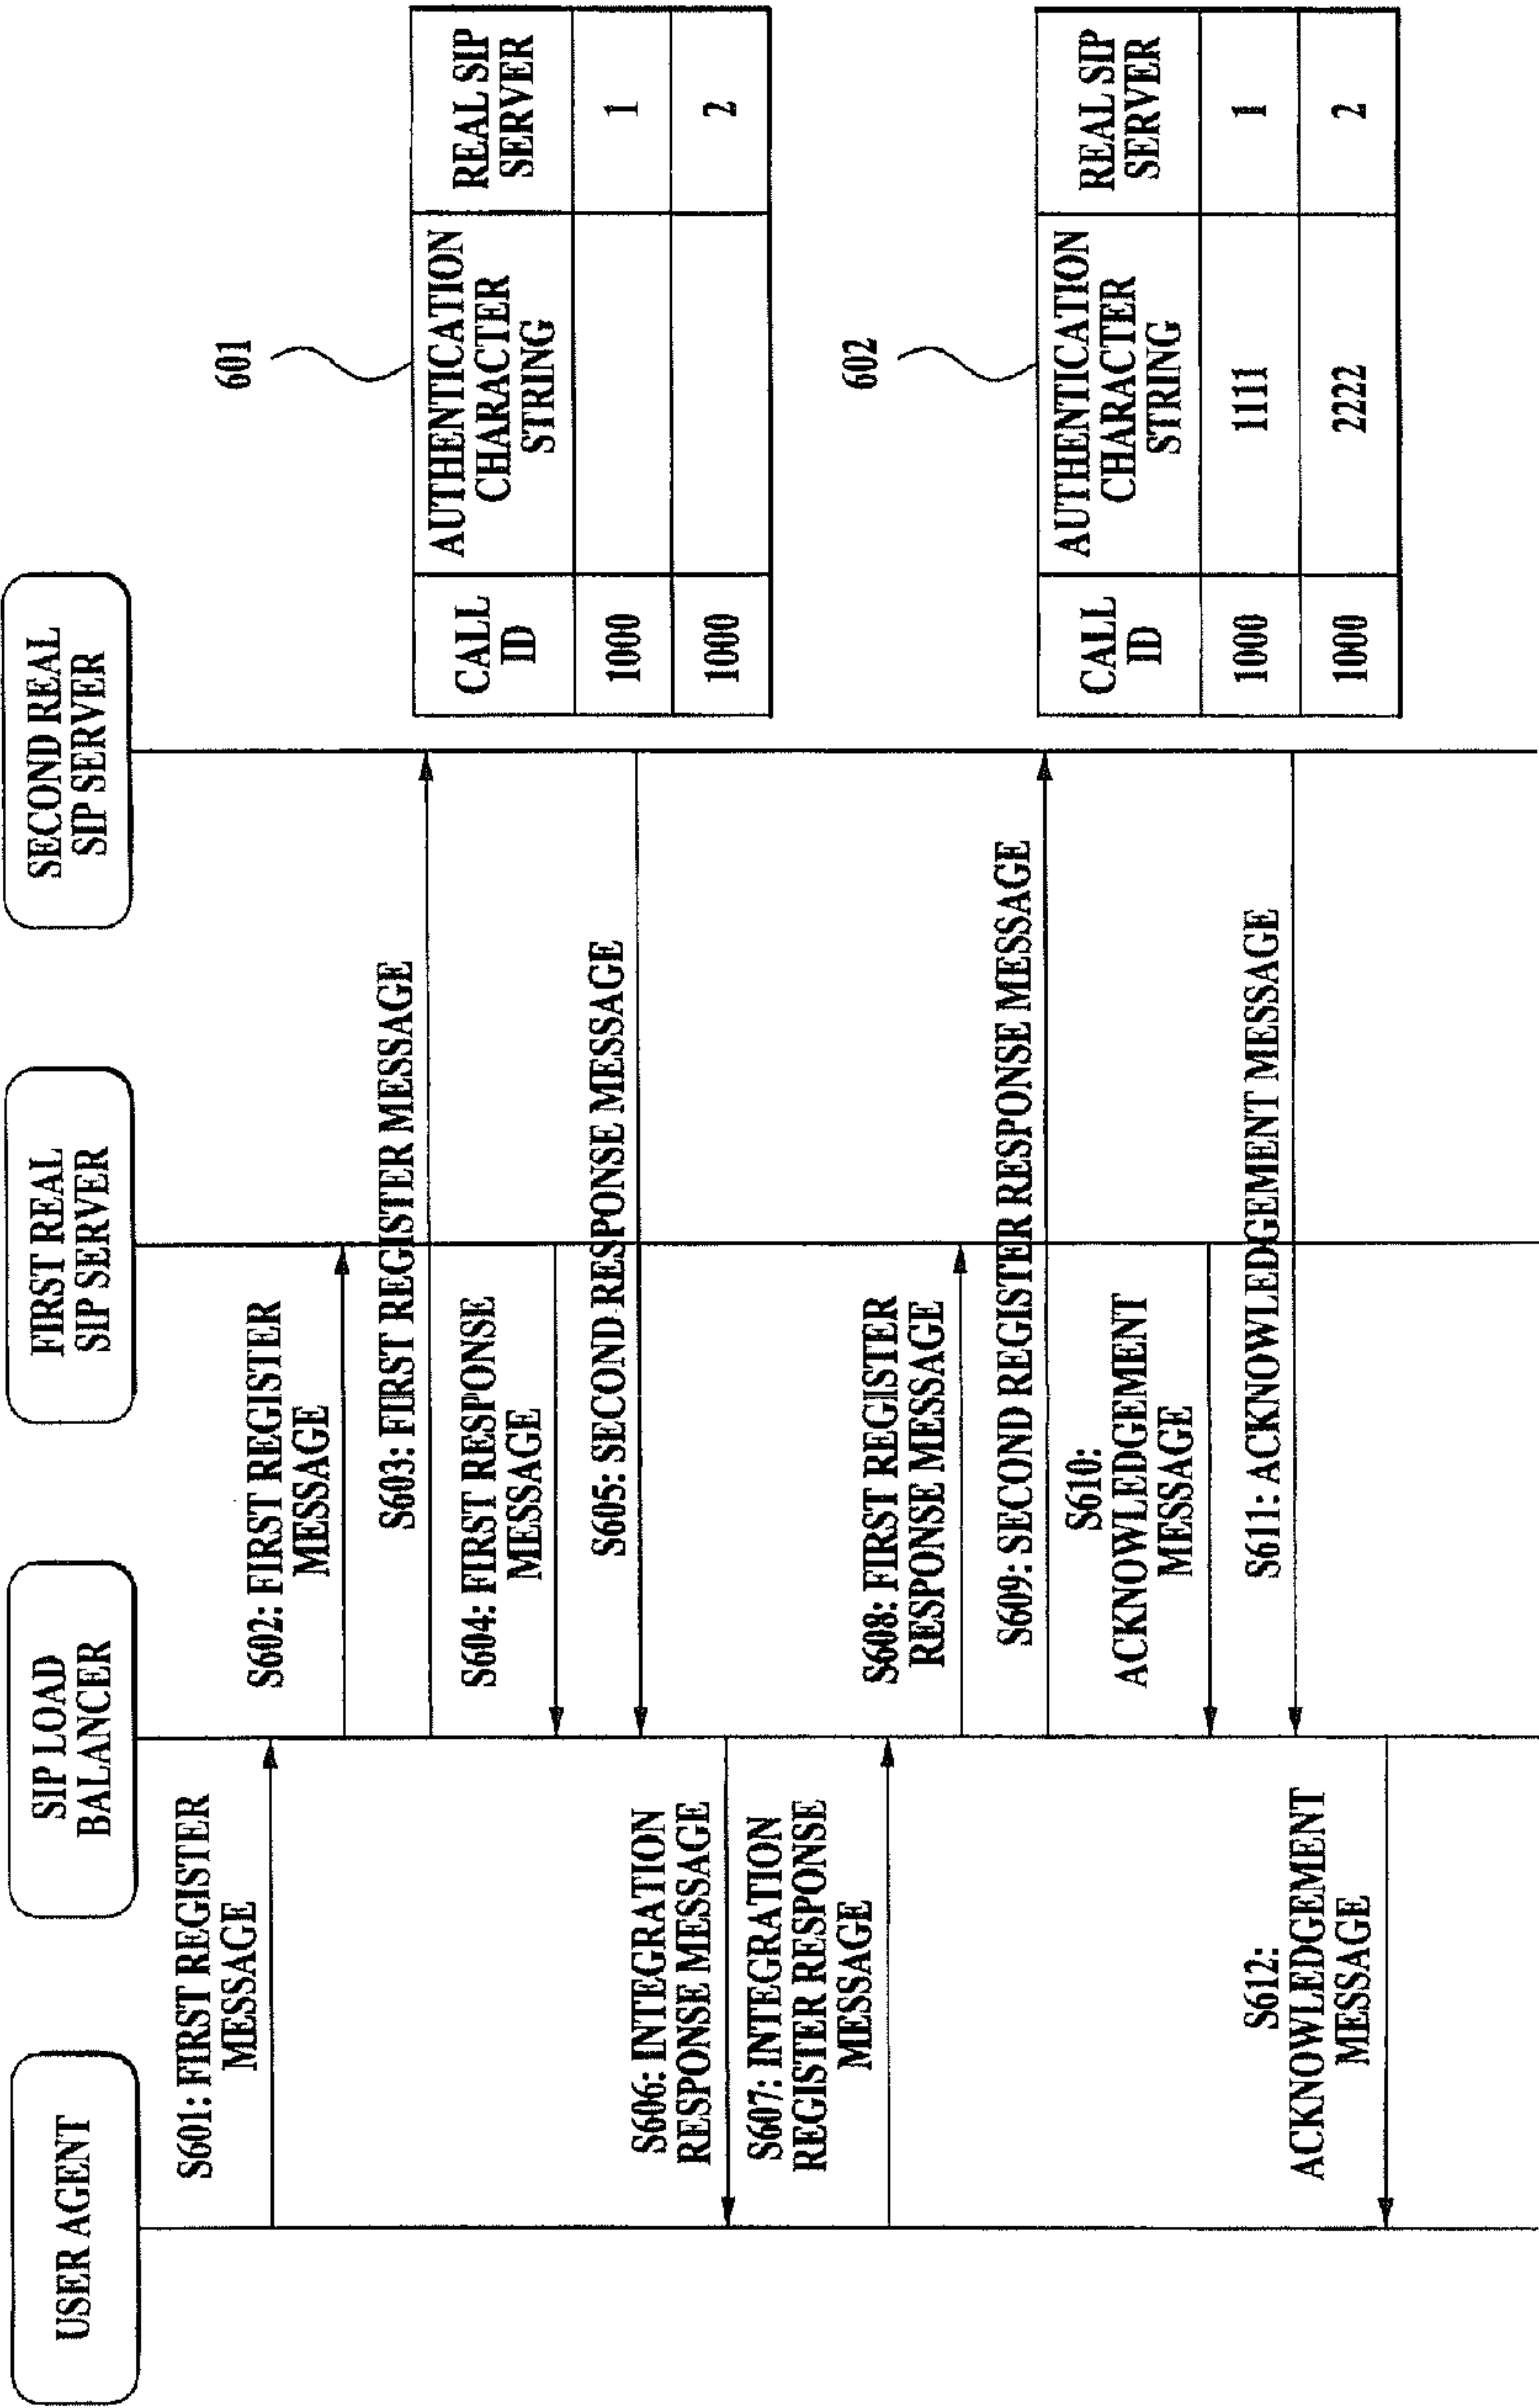 USER AGENT
SIP LOAD
BALANCER
FIRST REAL
SIP SERVER
SECOND REAL
SIP SERVER
S601: FIRST REGISTER
MESSAGE
S602: FIRST REGISTER
MESSAGE
S603: FIRST REGISTER MESSAGE
S604: FIRST RESPONSE
MESSAGE
S605: SECOND RESPONSE MESSAGE
S606: INTEGRATION
RESPONSE MESSAGE
S607: INTEGRATION
REGISTER RESPONSE
MESSAGE
S608: FIRST REGISTER
RESPONSE MESSAGE
S609: SECOND REGISTER RESPONSE MESSAGE
S610:
ACKNOWLEDGEMENT
MESSAGE
S611: ACKNOWLEDGEMENT MESSAGE
S612:
ACKNOWLEDGEMENT
MESSAGE
601
CALL
ID
AUTHENTICATION
CHARACTER
STRING
REAL SIP
SERVER
1000 1
1000 2
602
CALL
ID
AUTHENTICATION
CHARACTER
STRING
REAL SIP
SERVER
1000 1111 1
1000 2222 2